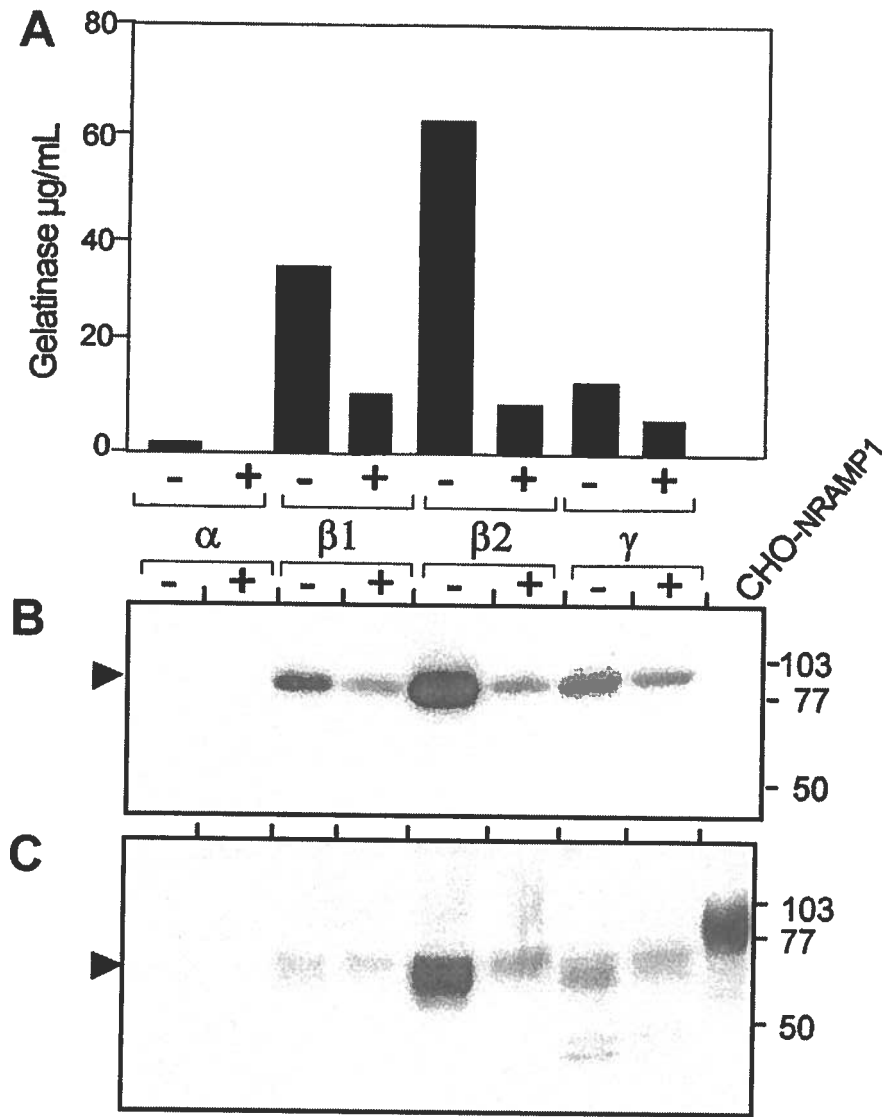 A
80
60
40
20
0
Gelatinase µg/mL
- + - + - + - +
α β1 β2 γ
- + - + - + - +
CHO-NRAMP1
B
103
77
50
C
103
77
50